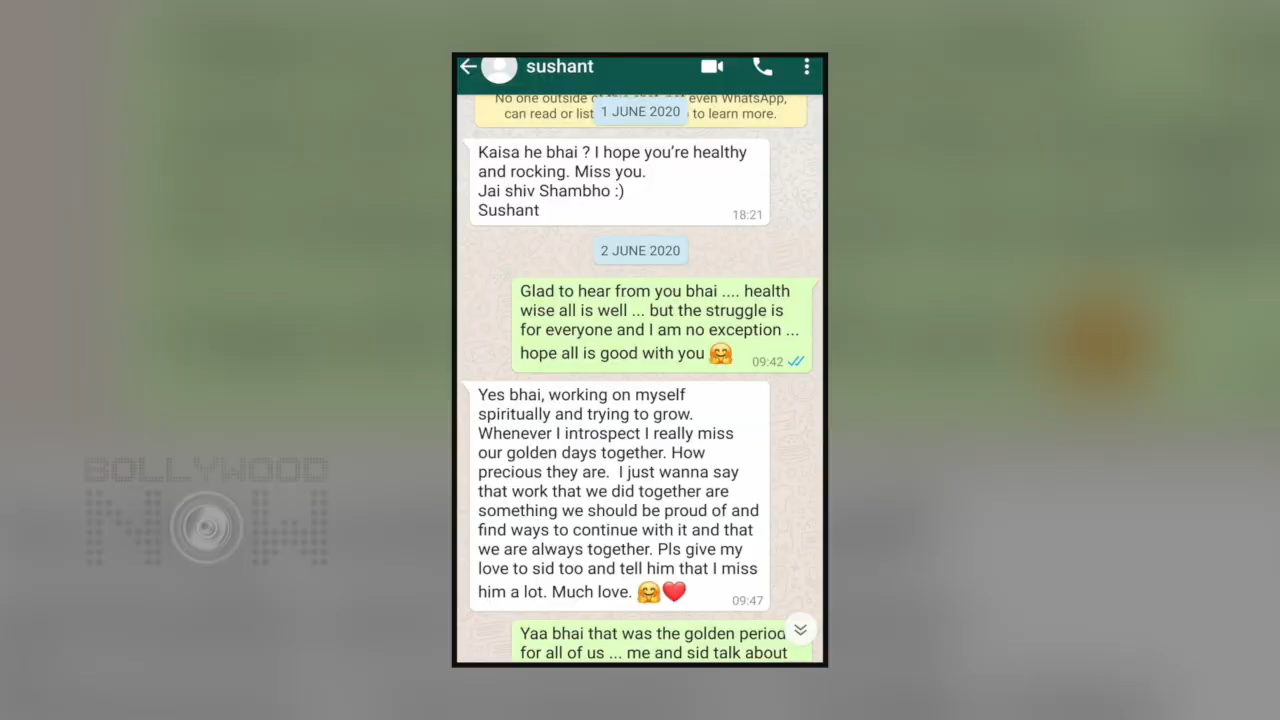 sushant
No one outside of this chat, not even WhatsApp,
can read or list to learn more.
1 JUNE 2020
Kaisa he bhai ? I hope you're healthy
and rocking. Miss you.
Jai shiv Shambho :)
Sushant
18:21
2 JUNE 2020
Glad to hear from you bhai .... health
wise all is well ... but the struggle is
for everyone and I am no exception ...
hope all is good with you 🤗
09:42
Yes bhai, working on myself
spiritually and trying to grow.
Whenever I introspect I really miss
our golden days together. How
precious they are.  I just wanna say
that work that we did together are
something we should be proud of and
find ways to continue with it and that
we are always together. Pls give my
love to sid too and tell him that I miss
him a lot. Much love. 🤗❤️
09:47
Yaa bhai that was the golden period
for all of us ... me and sid talk about
BOLLYWOOD
NOW